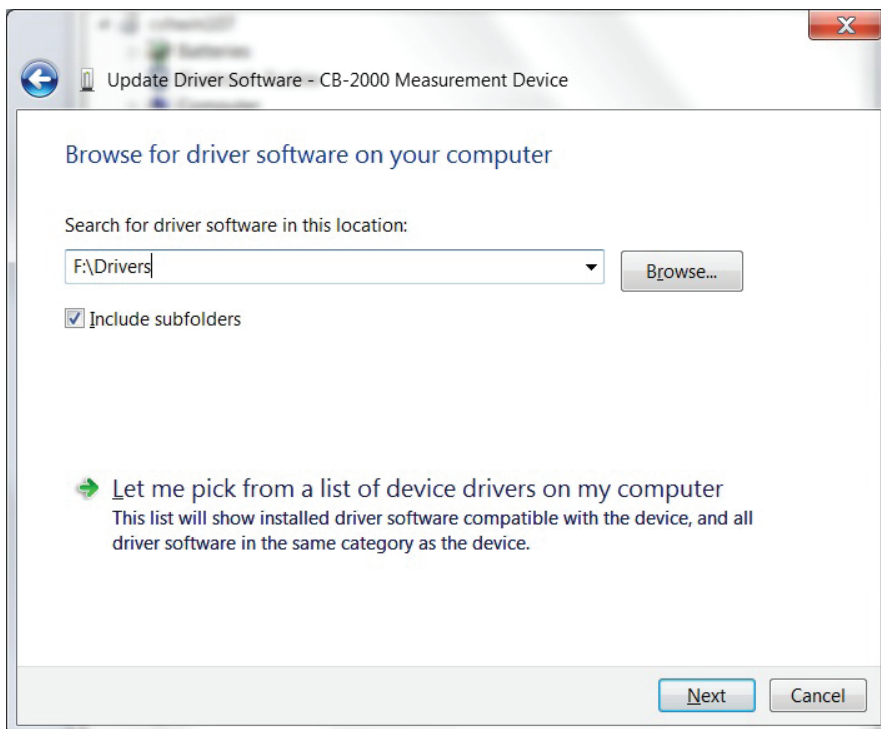 Batteries
Computer
Update Driver Software - CB-2000 Measurement Device
Browse for driver software on your computer
Search for driver software in this location:
F:\Drivers
Browse...
Include subfolders
Let me pick from a list of device drivers on my computer
This list will show installed driver software compatible with the device, and all
driver software in the same category as the device.
Next
Cancel